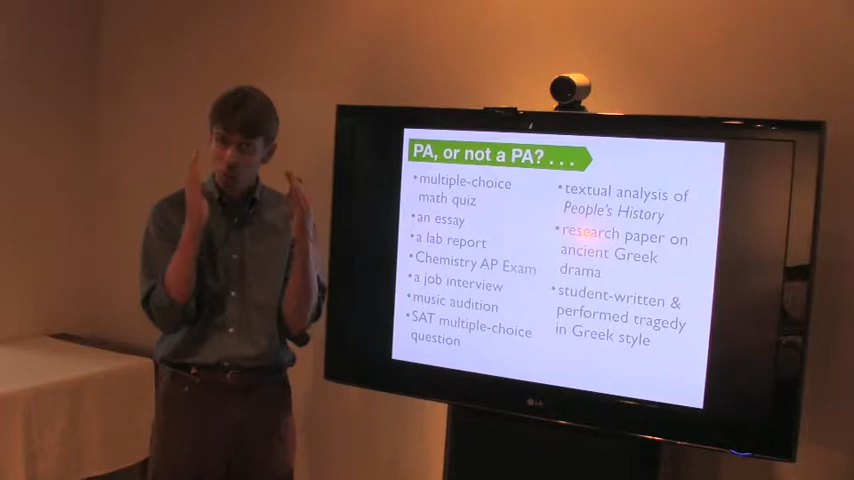 PA, or not a PA? . . .
• multiple-choice
math quiz
• an essay
• a lab report
• Chemistry AP Exam
• a job interview
• music audition
• SAT multiple-choice
question
• textual analysis of
People's History
• research paper on
ancient Greek
drama
• student-written &
performed tragedy
in Greek style
LG